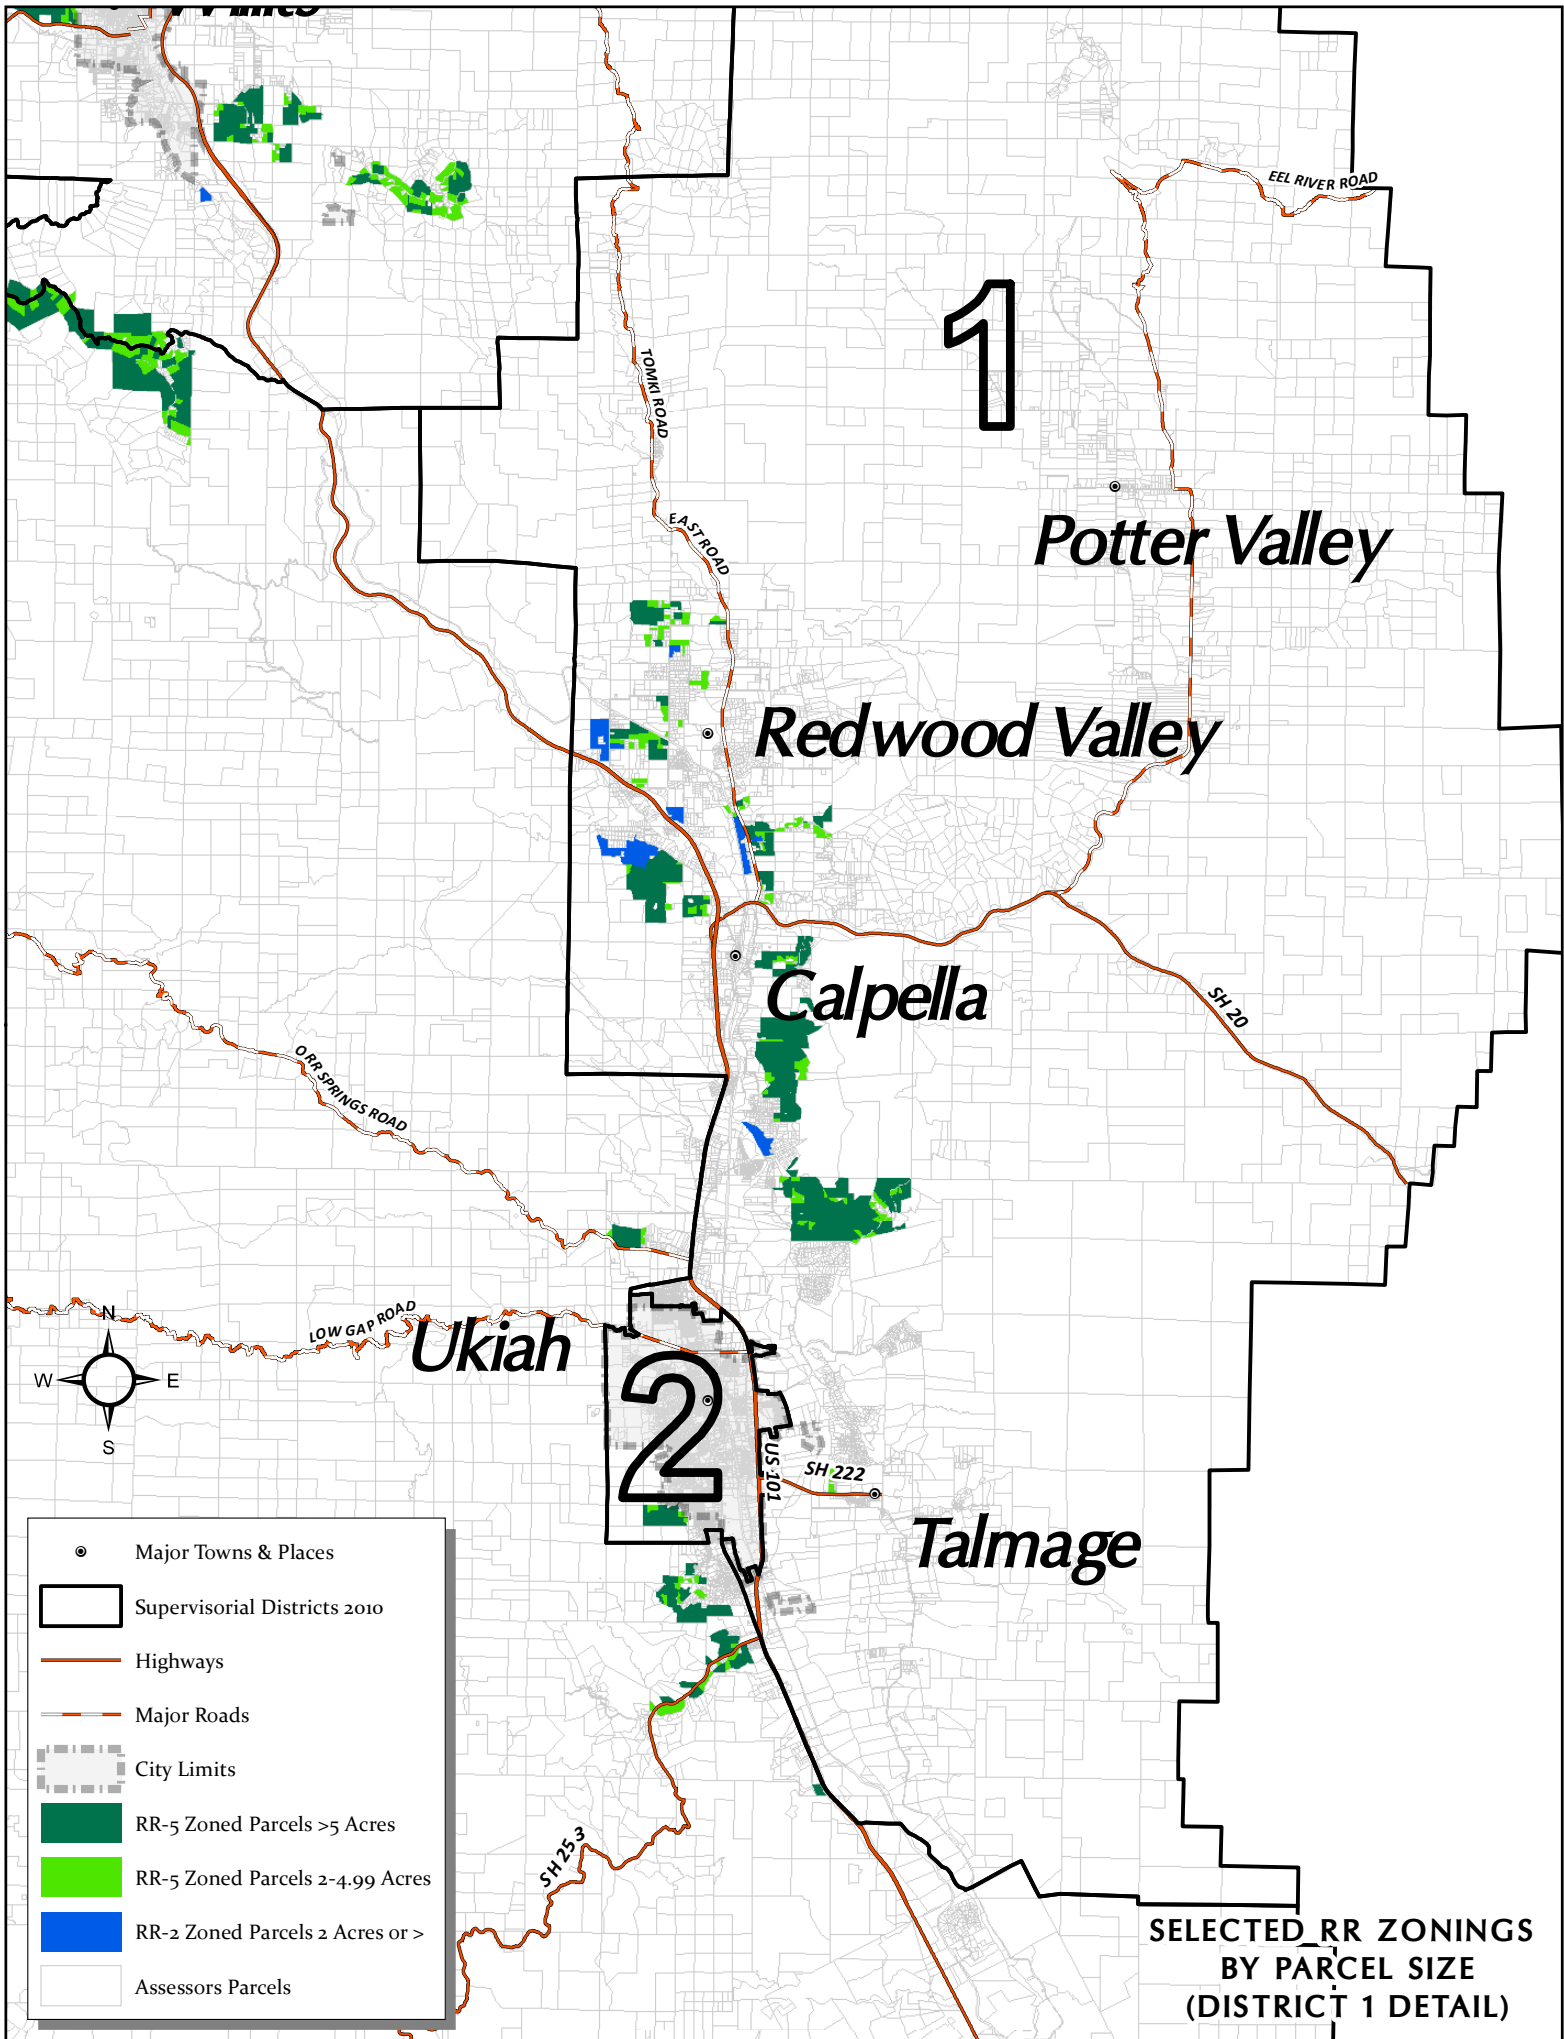 Willits
EEL RIVER ROAD
1
TOMKI ROAD
Potter Valley
EAST ROAD
Redwood Valley
Calpella
SH 20
ORR SPRINGS ROAD
LOW GAP ROAD
Ukiah
N
W E
S
2
US 101
SH 222
Talmage
SH 253
Major Towns & Places
Supervisorial Districts 2010
Highways
Major Roads
City Limits
RR-5 Zoned Parcels >5 Acres
RR-5 Zoned Parcels 2-4.99 Acres
RR-2 Zoned Parcels 2 Acres or >
Assessors Parcels
SELECTED RR ZONINGS
BY PARCEL SIZE
(DISTRICT 1 DETAIL)